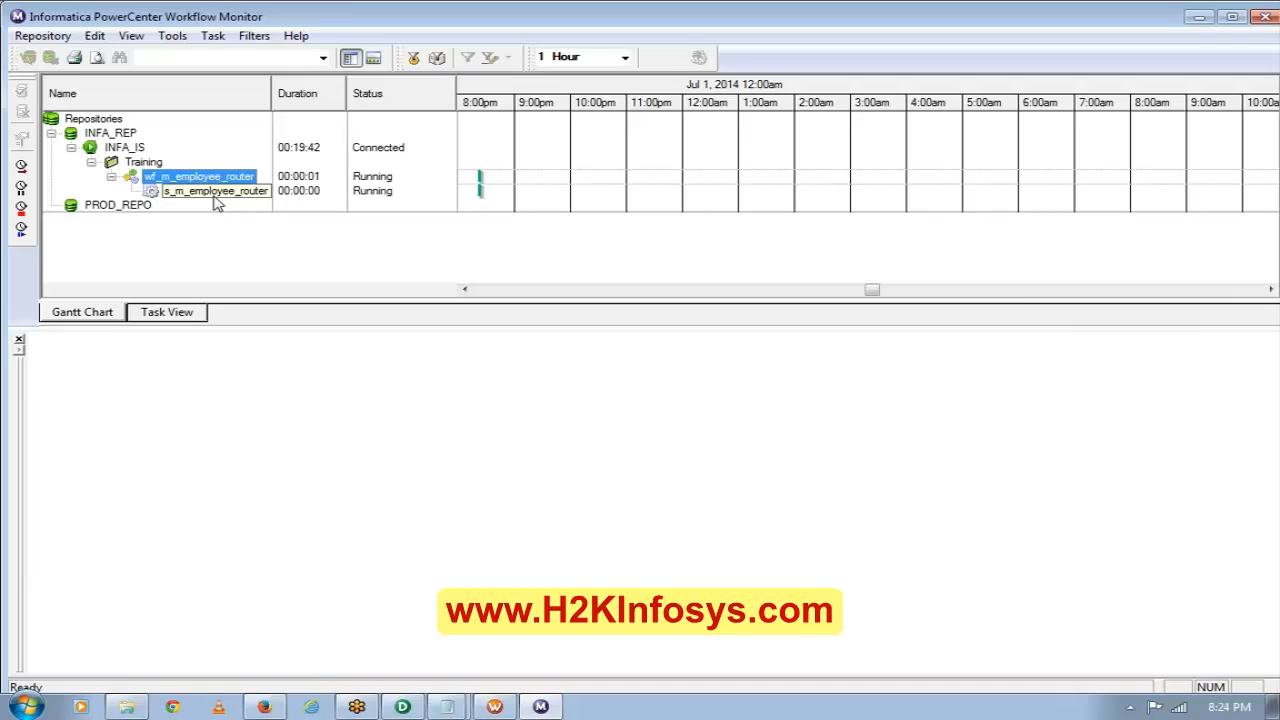 Informatica PowerCenter Workflow Monitor
Repository Edit View Tools Task Filters Help
1 Hour
Name Duration Status Jul 1, 2014 12:00am
8:00pm 9:00pm 10:00pm 11:00pm 12:00am 1:00am 2:00am 3:00am 4:00am 5:00am 6:00am 7:00am 8:00am 9:00am 10:00a
Repositories
INFA_REP
INFA_IS 00:19:42 Connected
Training
wf_m_employee_router 00:00:01 Running
s_m_employee_router 00:00:00 Running
PROD_REPO
Gantt Chart Task View
www.H2KInfosys.com
Ready NUM
8:24 PM